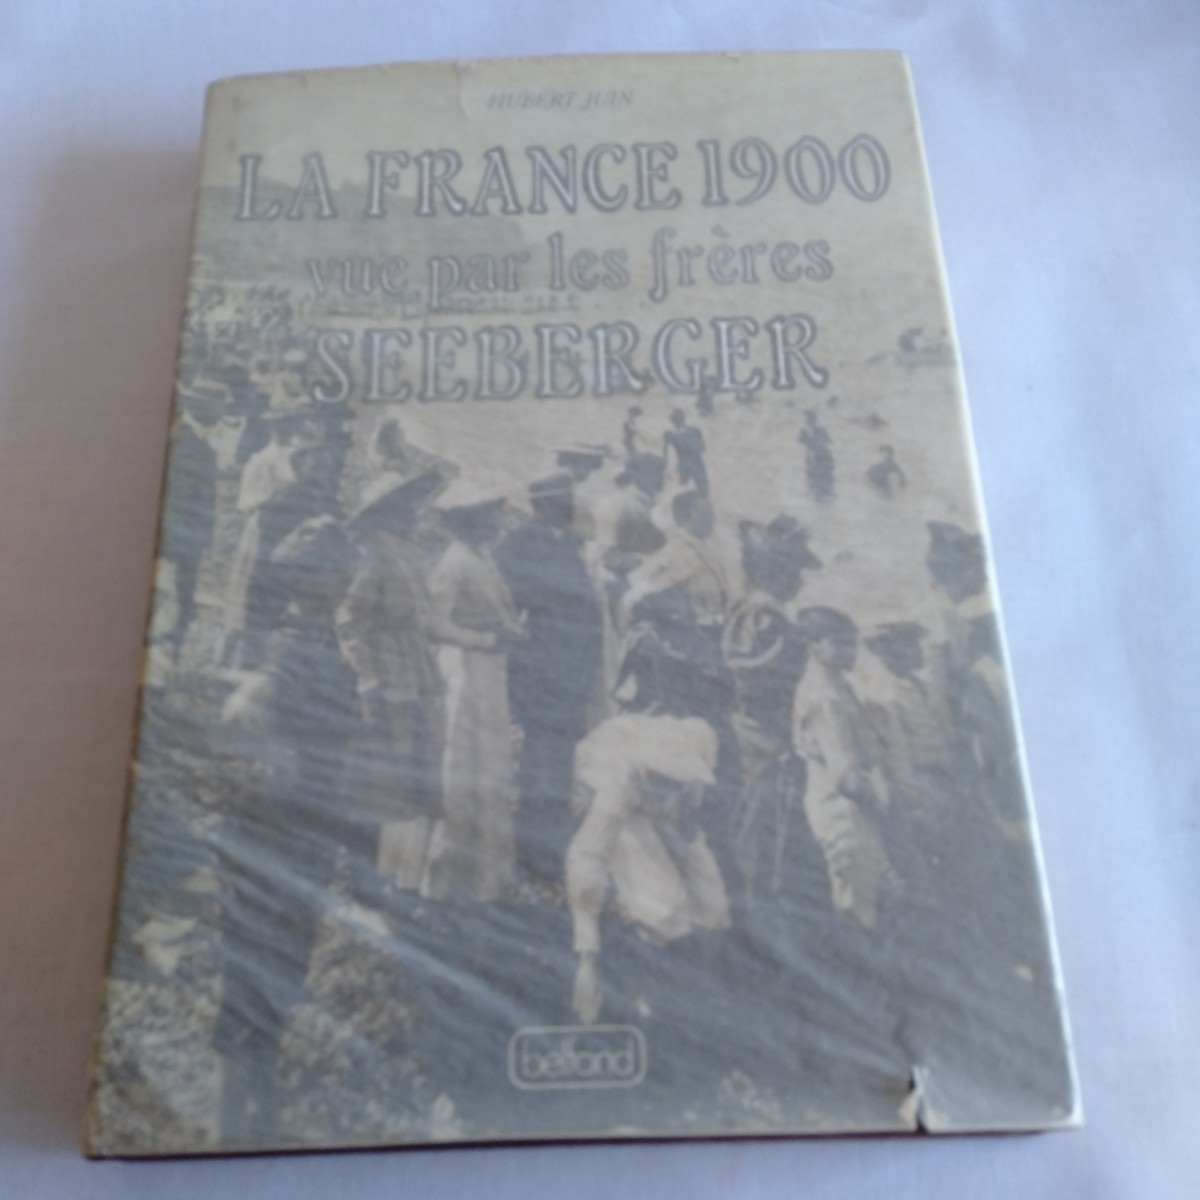 HUBERT JUIN
LA FRANCE 1900
vue par les frères
SEEBERGER
belfond